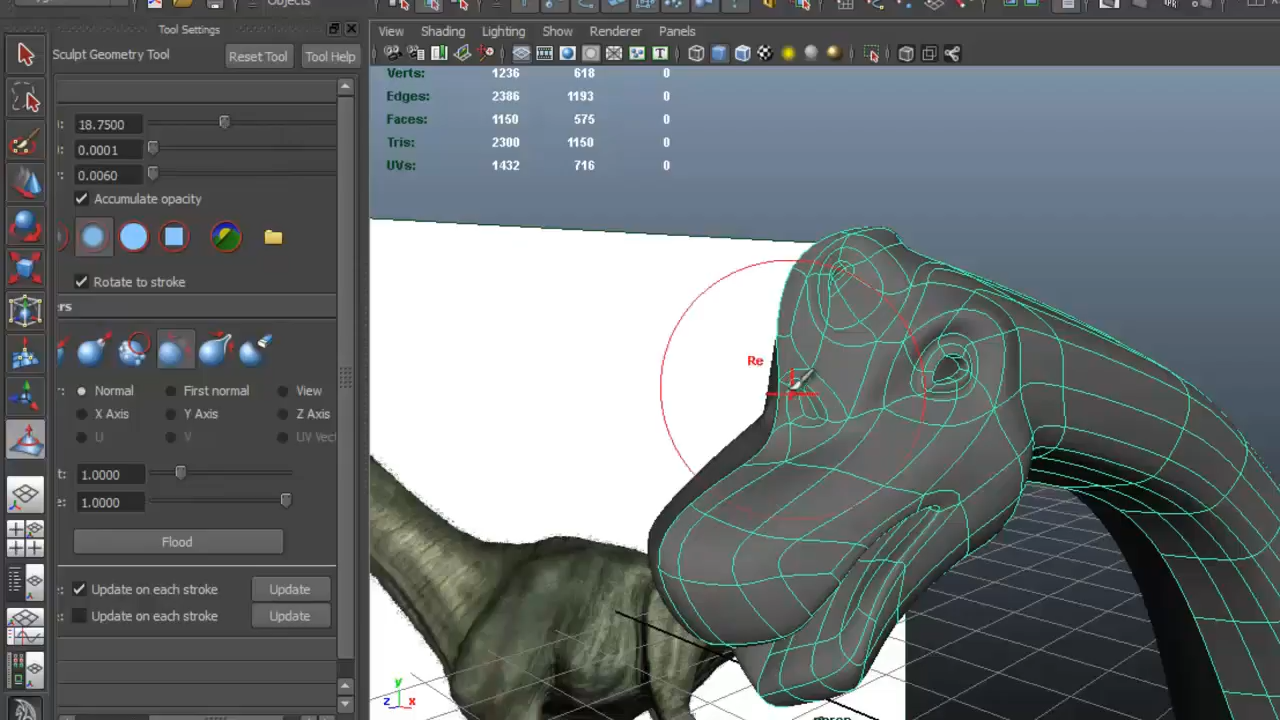 Objects
Tool Settings
Sculpt Geometry Tool
Reset Tool
Tool Help
18.7500
0.0001
0.0060
Accumulate opacity
Rotate to stroke
ers
Normal
First normal
View
X Axis
Y Axis
Z Axis
U
V
UV Vect
1.0000
1.0000
Flood
Update on each stroke
Update
Update on each stroke
Update
View Shading Lighting Show Renderer Panels
Verts: 1236 618 0
Edges: 2386 1193 0
Faces: 1150 575 0
Tris: 2300 1150 0
UVs: 1432 716 0
Re
y
z
x
persp